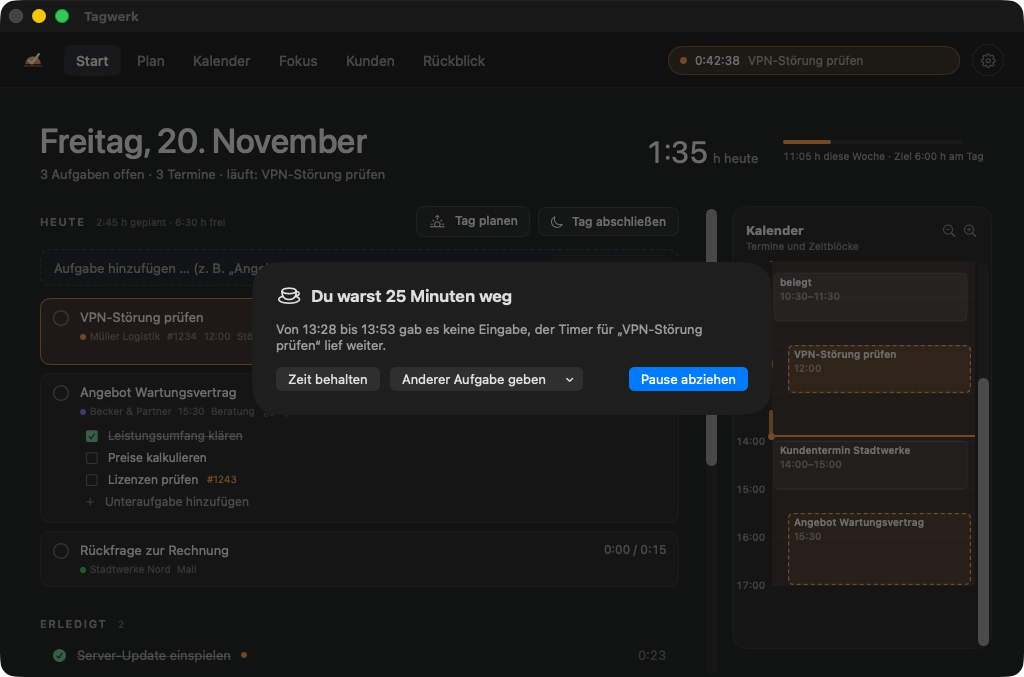 Tagwerk
Start Plan Kalender Fokus Kunden Rückblick
0:42:38 VPN-Störung prüfen
Freitag, 20. November
3 Aufgaben offen · 3 Termine · läuft: VPN-Störung prüfen
1:35 h heute
11:05 h diese Woche · Ziel 6:00 h am Tag
HEUTE 2:45 h geplant · 6:30 h frei
Tag planen
Tag abschließen
Aufgabe hinzufügen … (z. B. „Ange
VPN-Störung prüfen
Müller Logistik #1234 12:00
Angebot Wartungsvertrag
Becker & Partner 15:30 Beratung
Leistungsumfang klären
Preise kalkulieren
Lizenzen prüfen #1243
+ Unteraufgabe hinzufügen
Rückfrage zur Rechnung
0:00 / 0:15
Stadtwerke Nord Mail
ERLEDIGT 2
Server-Update einspielen
0:23
Du warst 25 Minuten weg
Von 13:28 bis 13:53 gab es keine Eingabe, der Timer für „VPN-Störung
prüfen“ lief weiter.
Zeit behalten
Anderer Aufgabe geben
Pause abziehen
Kalender
Termine und Zeitblöcke
belegt
10:30–11:30
VPN-Störung prüfen
12:00
14:00
Kundentermin Stadtwerke
14:00–15:00
15:00
Angebot Wartungsvertrag
15:30
16:00
17:00